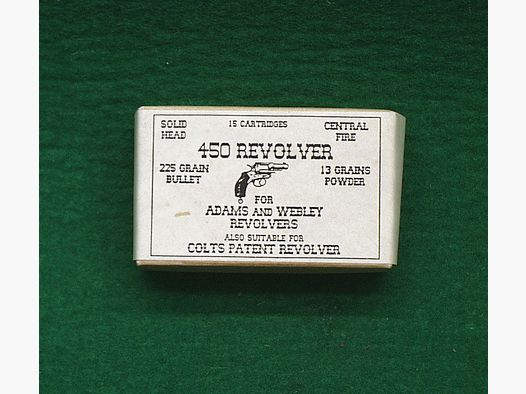 SOLID HEAD
15 CARTRIDGES
CENTRAL FIRE
450 REVOLVER
225 GRAIN BULLET
13 GRAINS POWDER
FOR
ADAMS AND WEBLEY
REVOLVERS
ALSO SUITABLE FOR
COLTS PATENT REVOLVER